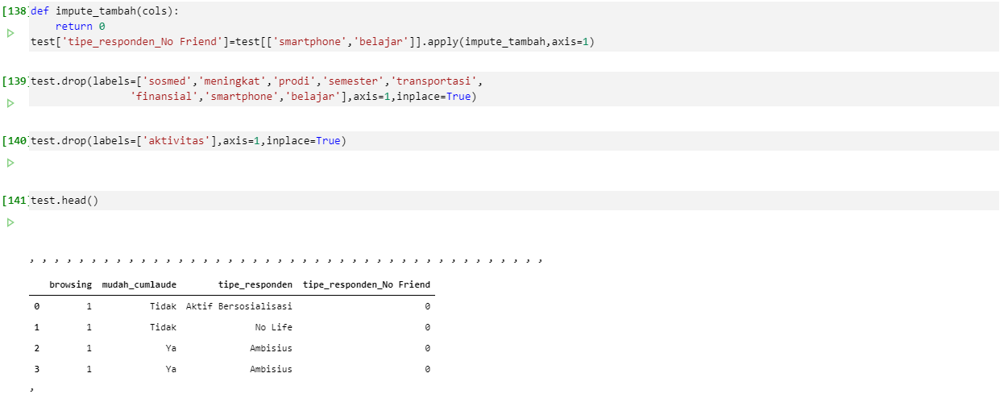 [138] def impute_tambah(cols):
return 0
test['tipe_responden_No Friend']=test[['smartphone','belajar']].apply(impute_tambah,axis=1)
[139] test.drop(labels=['sosmed','meningkat','prodi','semester','transportasi',
'finansial','smartphone','belajar'],axis=1,inplace=True)
[140] test.drop(labels=['aktivitas'],axis=1,inplace=True)
[141] test.head()
, , , , , , , , , , , , , , , , , , , , , , , , , , , , , , , , , , , , , , , , , ,
browsing mudah_cumlaude tipe_responden tipe_responden_No Friend
0 1 Tidak Aktif Bersosialisasi 0
1 1 Tidak No Life 0
2 1 Ya Ambisius 0
3 1 Ya Ambisius 0
,